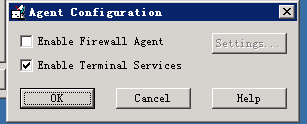 Agent Configuration
Enable Firewall Agent
Settings...
Enable Terminal Services
OK
Cancel
Help